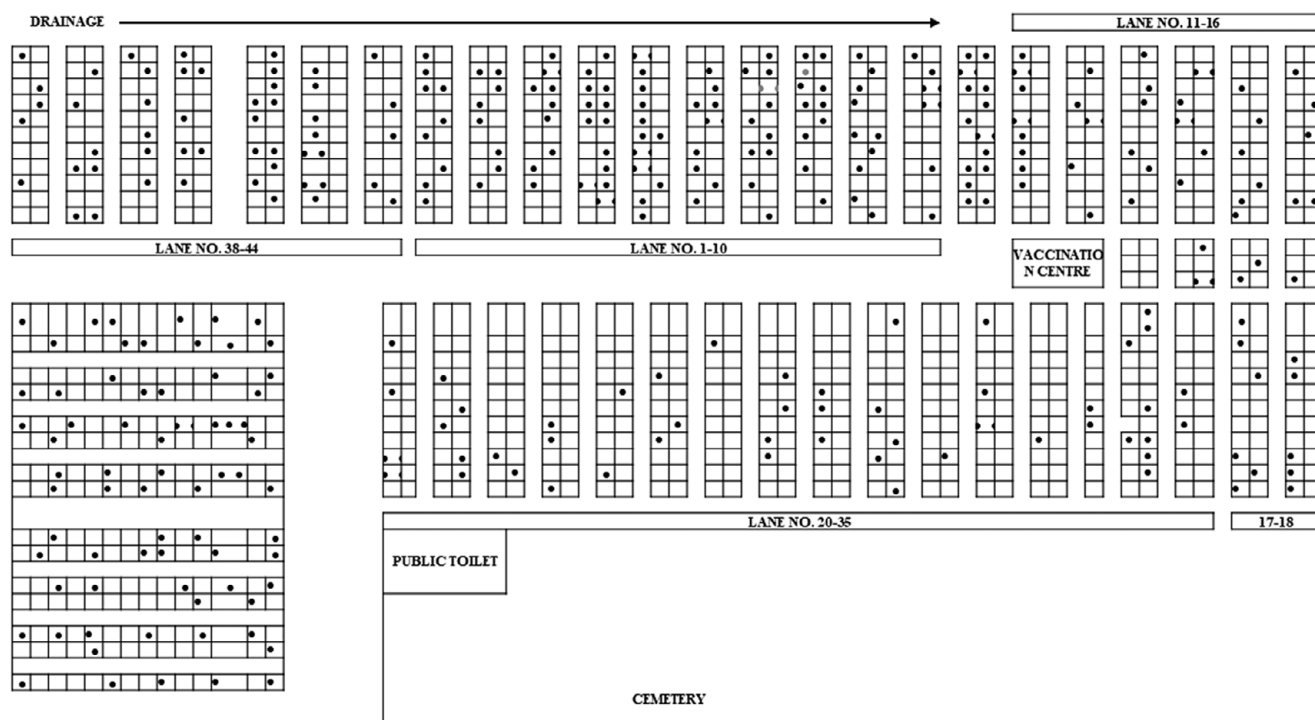 DRAINAGE
LANE NO. 11-16
LANE NO. 38-44
LANE NO. 1-10
VACCINATIO
N CENTRE
LANE NO. 20-35
17-18
PUBLIC TOILET
CEMETERY